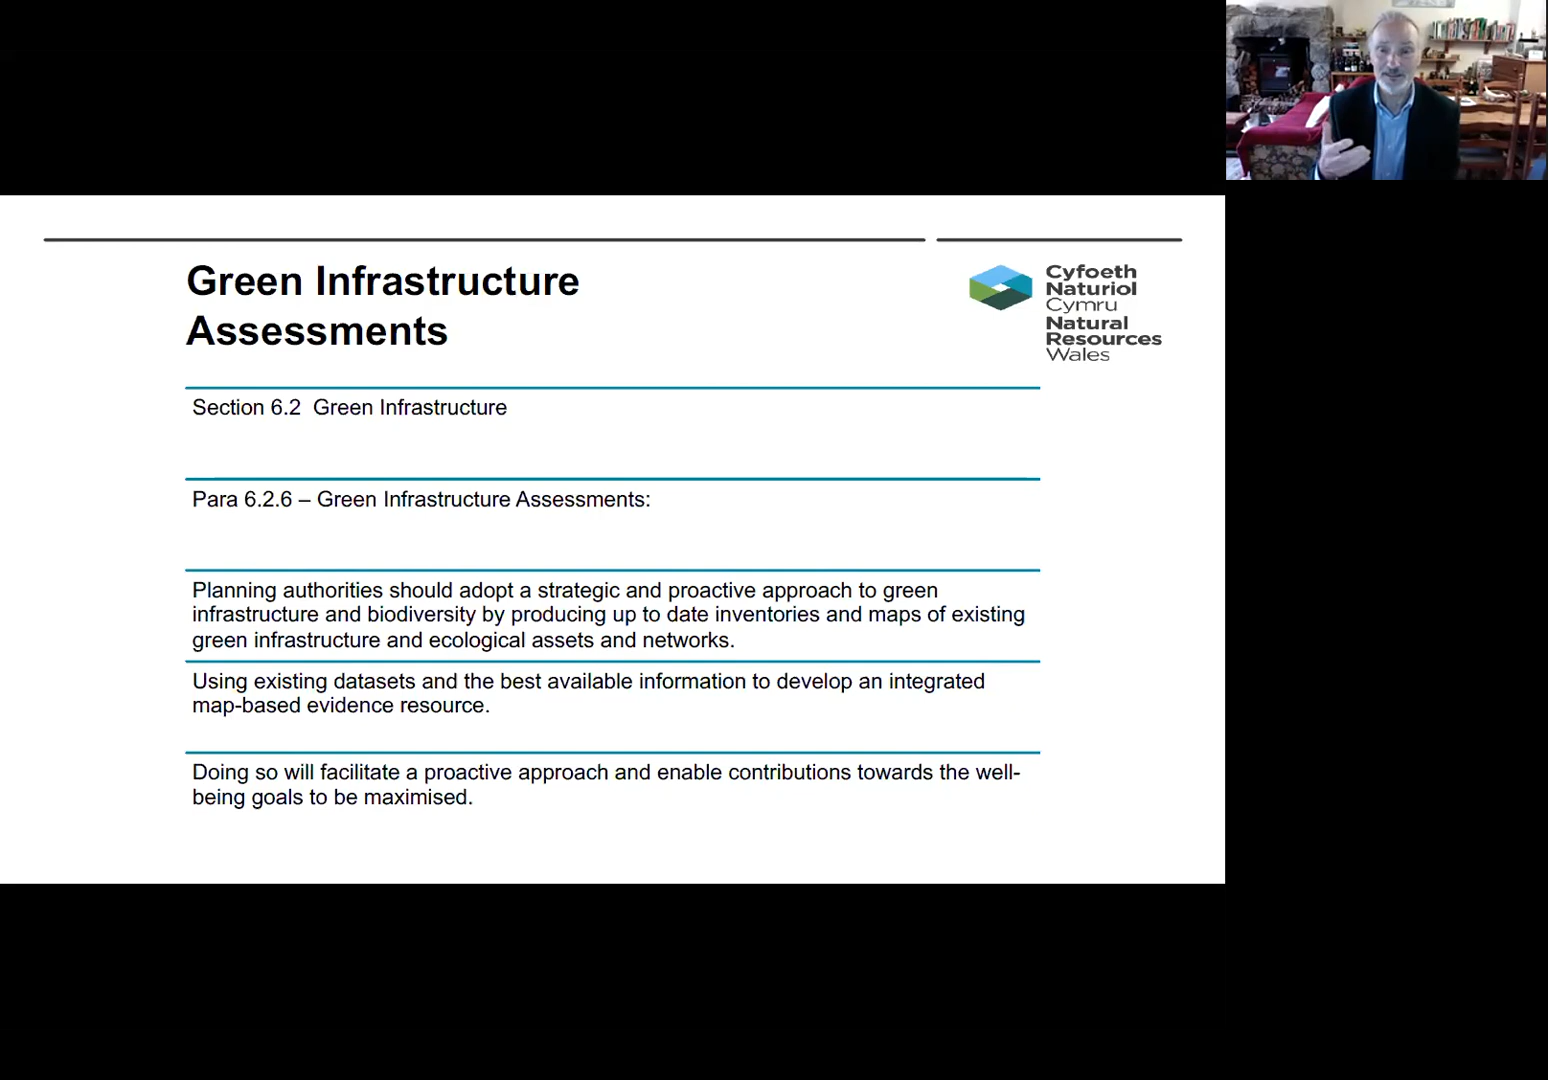 Green Infrastructure
Assessments
Cyfoeth
Naturiol
Cymru
Natural
Resources
Wales
Section 6.2  Green Infrastructure
Para 6.2.6 – Green Infrastructure Assessments:
Planning authorities should adopt a strategic and proactive approach to green
infrastructure and biodiversity by producing up to date inventories and maps of existing
green infrastructure and ecological assets and networks.
Using existing datasets and the best available information to develop an integrated
map-based evidence resource.
Doing so will facilitate a proactive approach and enable contributions towards the well-
being goals to be maximised.